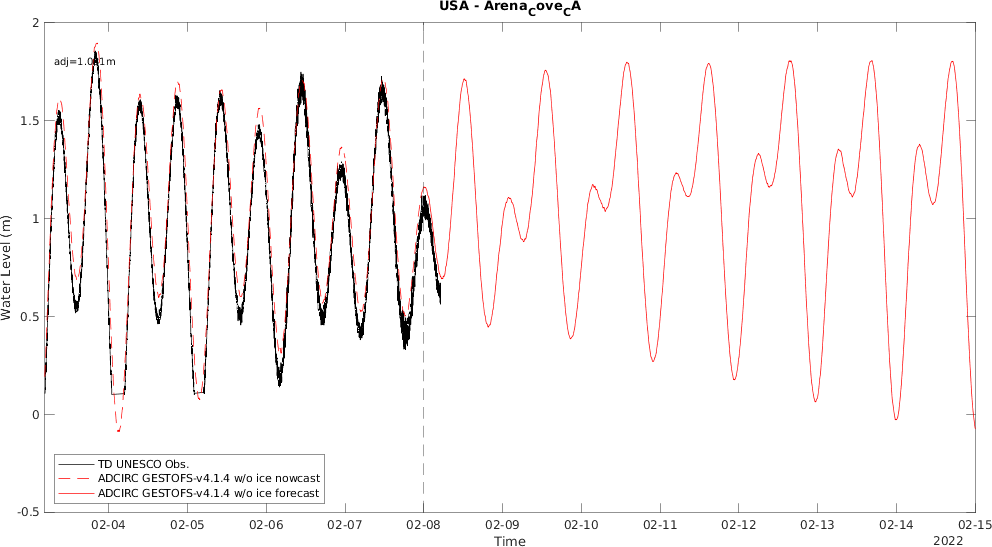 USA - ArenaCoveCA
2
adj=1.0 1m
1.5
1
0.5
0
-0.5
Water Level (m)
TD UNESCO Obs.
ADCIRC GESTOFS-v4.1.4 w/o ice nowcast
ADCIRC GESTOFS-v4.1.4 w/o ice forecast
02-04 02-05 02-06 02-07 02-08 02-09 02-10 02-11 02-12 02-13 02-14 02-15
Time
2022